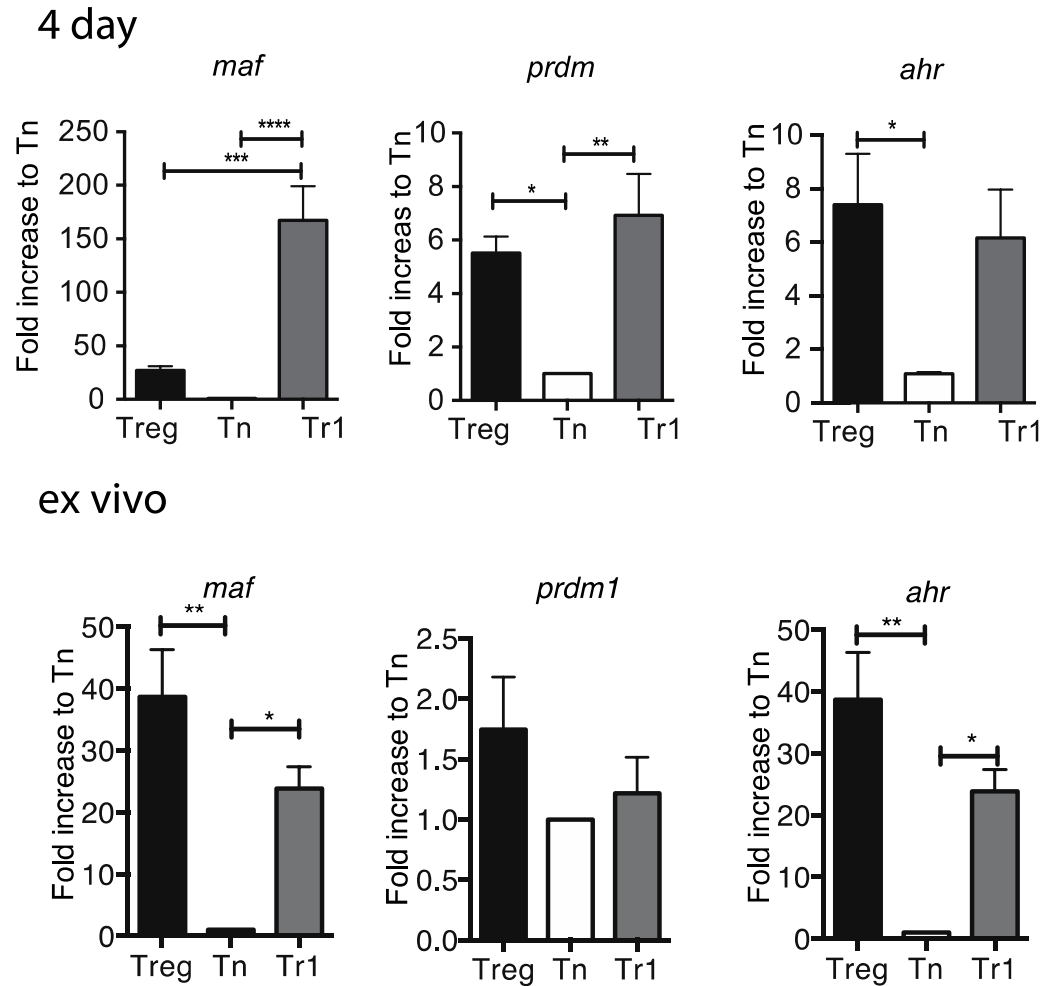 4 day
maf
prdm
ahr
Fold increase to Tn
250
200
150
100
50
0
***
****
Treg Tn Tr1
Fold increas to Tn
10
8
6
4
2
0
*
**
Treg Tn Tr1
Fold increase to Tn
10
8
6
4
2
0
*
Treg Tn Tr1
ex vivo
maf
prdm1
ahr
Fold increase to Tn
50
40
30
20
10
0
**
*
Treg Tn Tr1
Fold increase to Tn
2.5
2.0
1.5
1.0
0.5
0.0
Treg Tn Tr1
Fold increase to Tn
50
40
30
20
10
0
**
*
Treg Tn Tr1